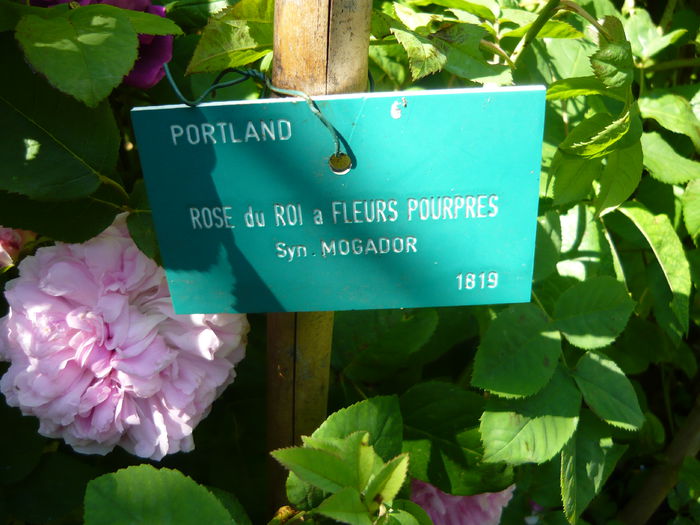 PORTLAND
ROSE du ROI a FLEURS POURPRES
Syn. MOGADOR
1819